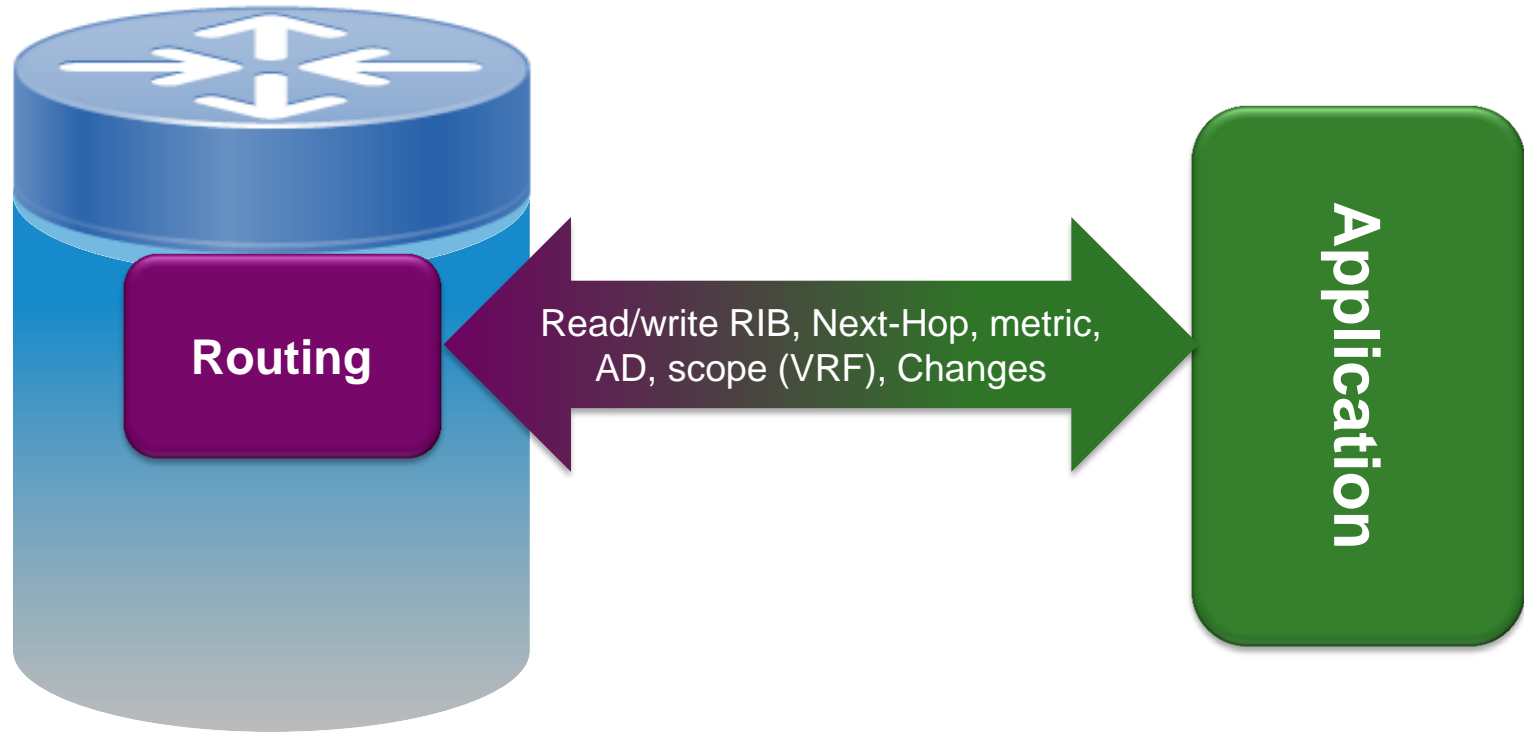 Routing
Read/write RIB, Next-Hop, metric,
AD, scope (VRF), Changes
Application